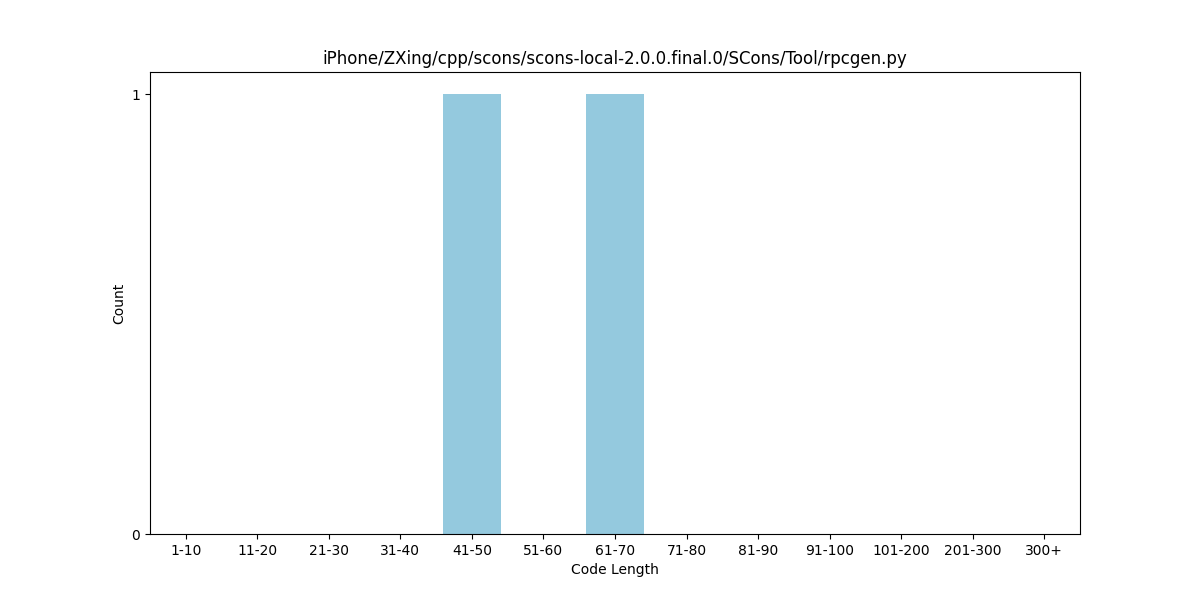 iPhone/ZXing/cpp/scons/scons-local-2.0.0.final.0/SCons/Tool/rpcgen.py
1
Count
0
1-10 11-20 21-30 31-40 41-50 51-60 61-70 71-80 81-90 91-100 101-200 201-300 300+
Code Length